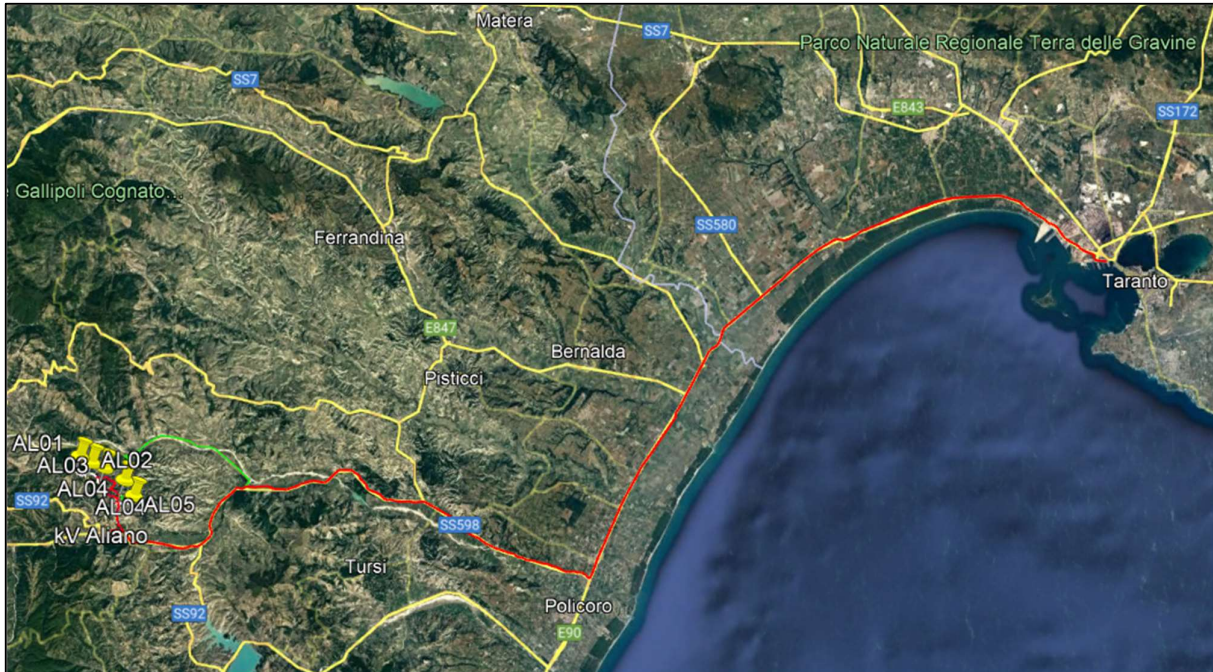 Matera
SS7
Parco Naturale Regionale Terra delle Gravine
SS7
E843
SS172
Gallipoli Cognato...
SS580
Ferrandina
Taranto
E847
Bernalda
Pisticci
AL01
AL02
AL03
AL04
SS92
AL04
AL05
SS598
kV Aliano
Tursi
Policoro
SS92
E90